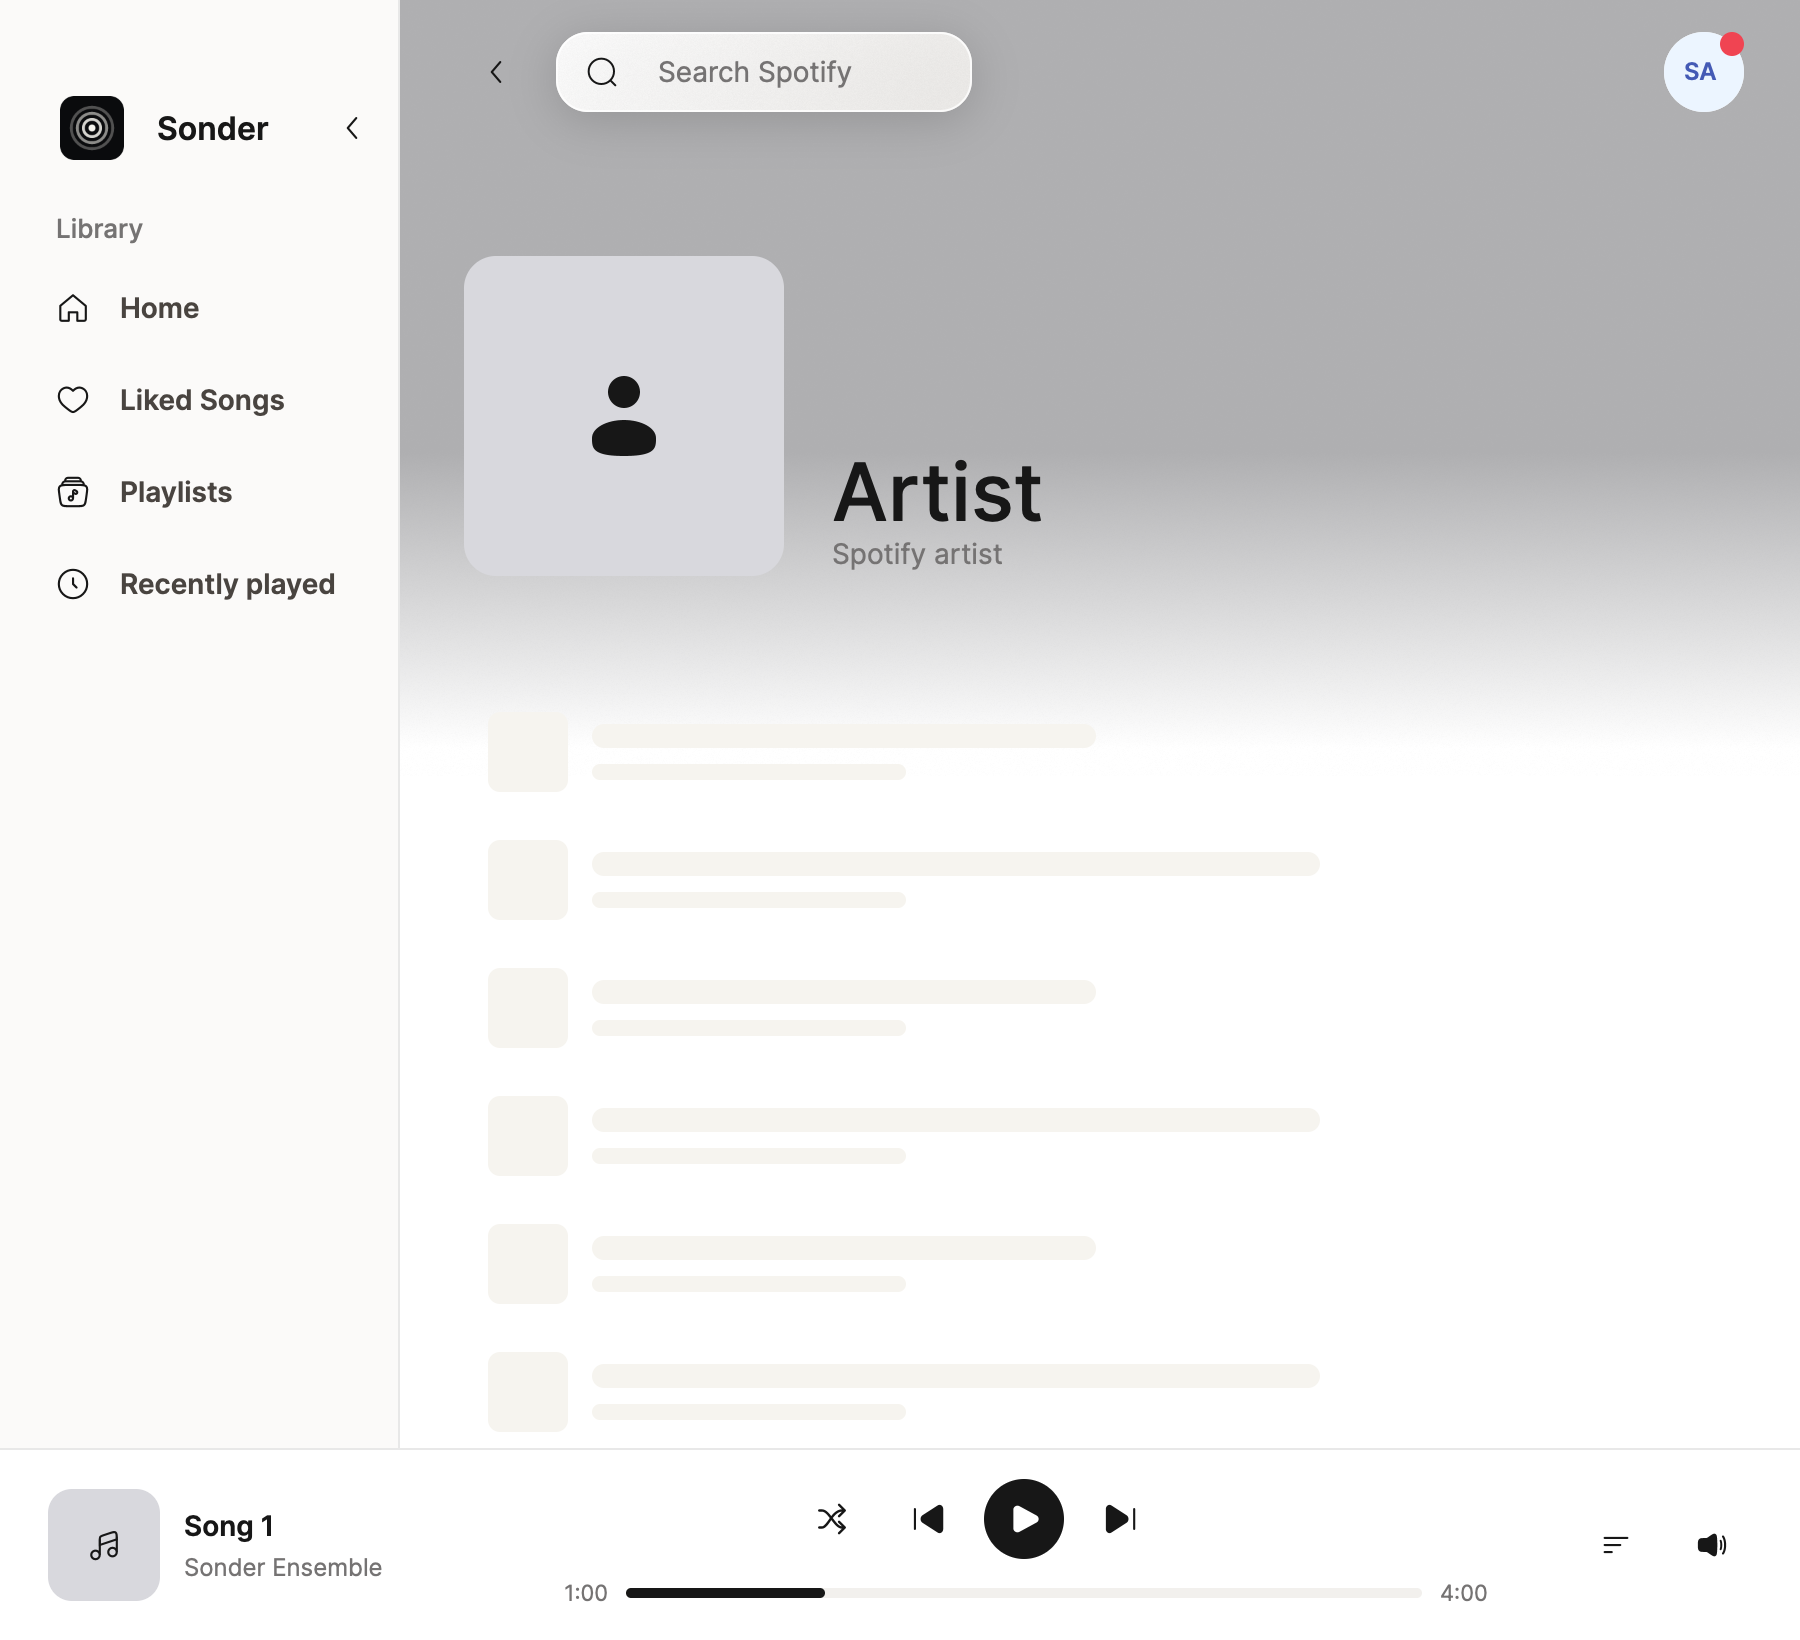 Search Spotify
SA
Sonder
Library
Home
Liked Songs
Playlists
Recently played
Artist
Spotify artist
Song 1
Sonder Ensemble
1:00
4:00